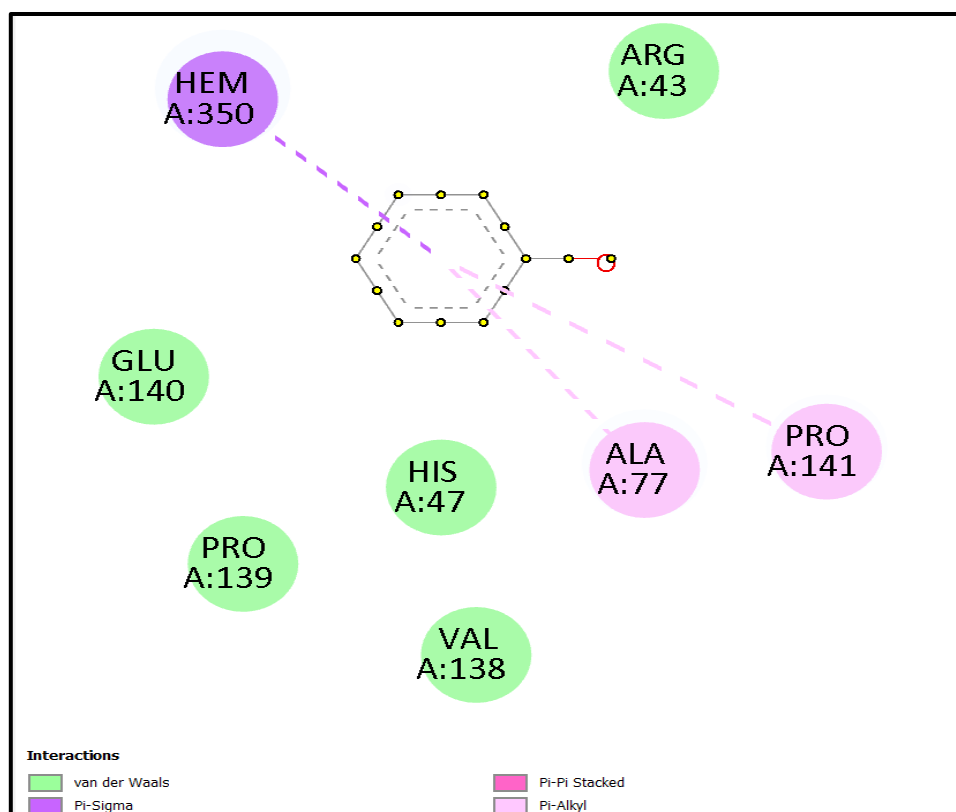 ARG
A:43
HEM
A:350
GLU
A:140
HIS
A:47
ALA
A:77
PRO
A:141
PRO
A:139
VAL
A:138
Interactions
van der Waals
Pi-Sigma
Pi-Pi Stacked
Pi-Alkyl